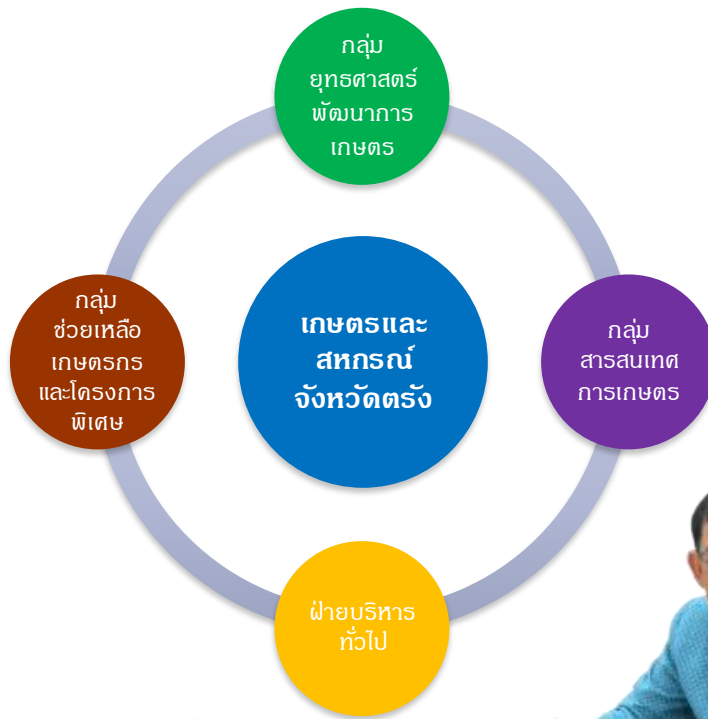 กลุ่ม
ยุทธศาสตร์
พัฒนาการ
เกษตร
กลุ่ม
ช่วยเหลือ
เกษตรกร
และโครงการ
พิเศษ
เกษตรและ
สหกรณ์
จังหวัดตรัง
กลุ่ม
สารสนเทศ
การเกษตร
ฝ่ายบริหาร
ทั่วไป